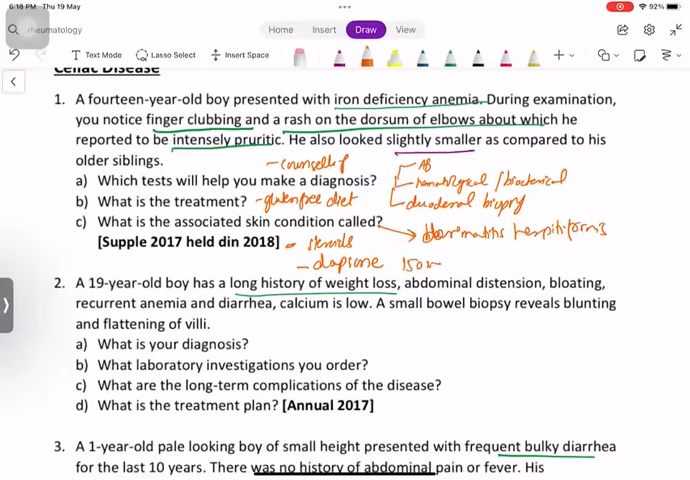 6:18 PM Thu 19 May
92%
rheumatology
Home Insert Draw View
Text Mode Lasso Select Insert Space
Celiac Disease
1. A fourteen-year-old boy presented with iron deficiency anemia. During examination,
you notice finger clubbing and a rash on the dorsum of elbows about which he
reported to be intensely pruritic. He also looked slightly smaller as compared to his
older siblings.
- AB
a) Which tests will help you make a diagnosis?
- hematological / biochemical
b) What is the treatment? - gluten free diet
- duodenal biopsy
c) What is the associated skin condition called?
[Supple 2017 held din 2018] - steroids
- dapsone
2. A 19-year-old boy has a long history of weight loss, abdominal distension, bloating,
recurrent anemia and diarrhea, calcium is low. A small bowel biopsy reveals blunting
and flattening of villi.
a) What is your diagnosis?
b) What laboratory investigations you order?
c) What are the long-term complications of the disease?
d) What is the treatment plan? [Annual 2017]
3. A 1-year-old pale looking boy of small height presented with frequent bulky diarrhea
for the last 10 years. There was no history of abdominal pain or fever. His